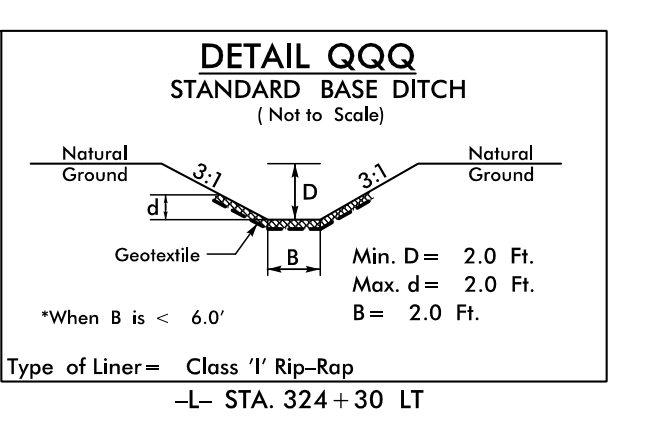 DETAIL QQQ
STANDARD BASE DITCH
( Not to Scale)
Natural
Ground
3:1
D
3:1
Natural
Ground
d
Geotextile
B
Min. D = 2.0 Ft.
Max. d = 2.0 Ft.
B = 2.0 Ft.
*When B is < 6.0'
Type of Liner = Class 'I' Rip-Rap
-L- STA. 324+30 LT